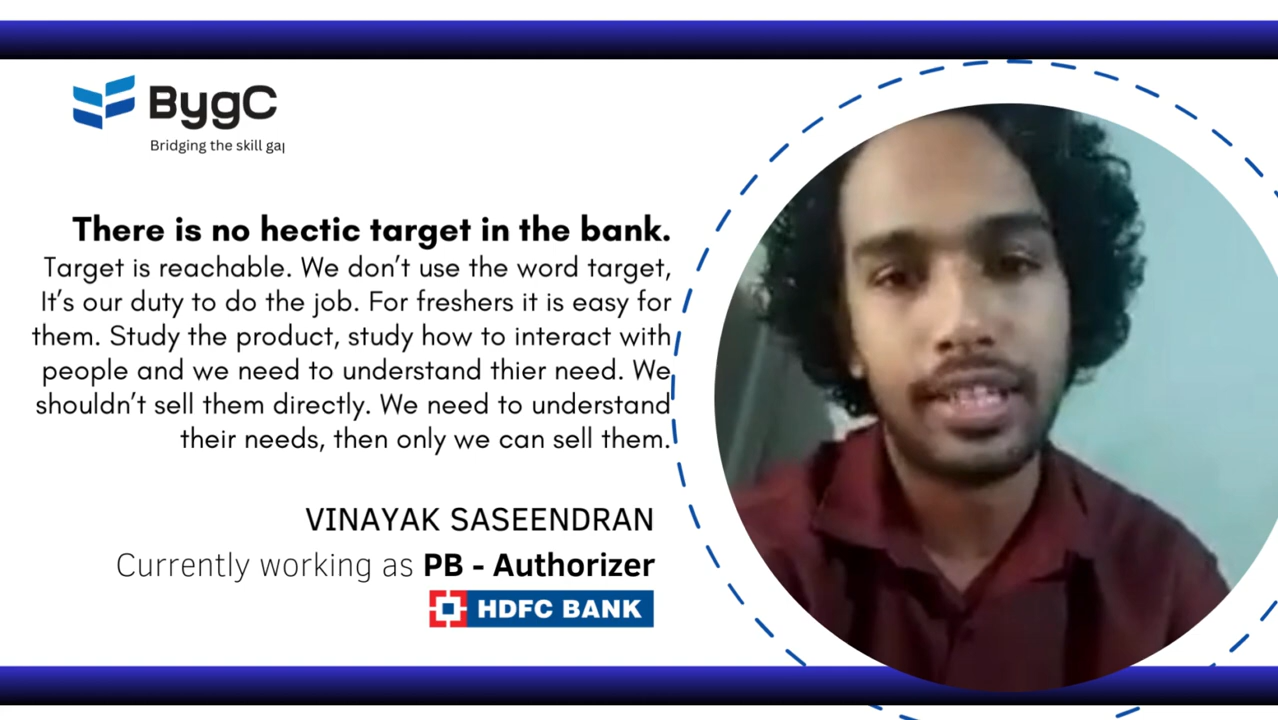 BygC
Bridging the skill gap
There is no hectic target in the bank.
Target is reachable. We don't use the word target,
It's our duty to do the job. For freshers it is easy for
them. Study the product, study how to interact with
people and we need to understand thier need. We
shouldn't sell them directly. We need to understand
their needs, then only we can sell them.
VINAYAK SASEENDRAN
Currently working as PB - Authorizer
HDFC BANK